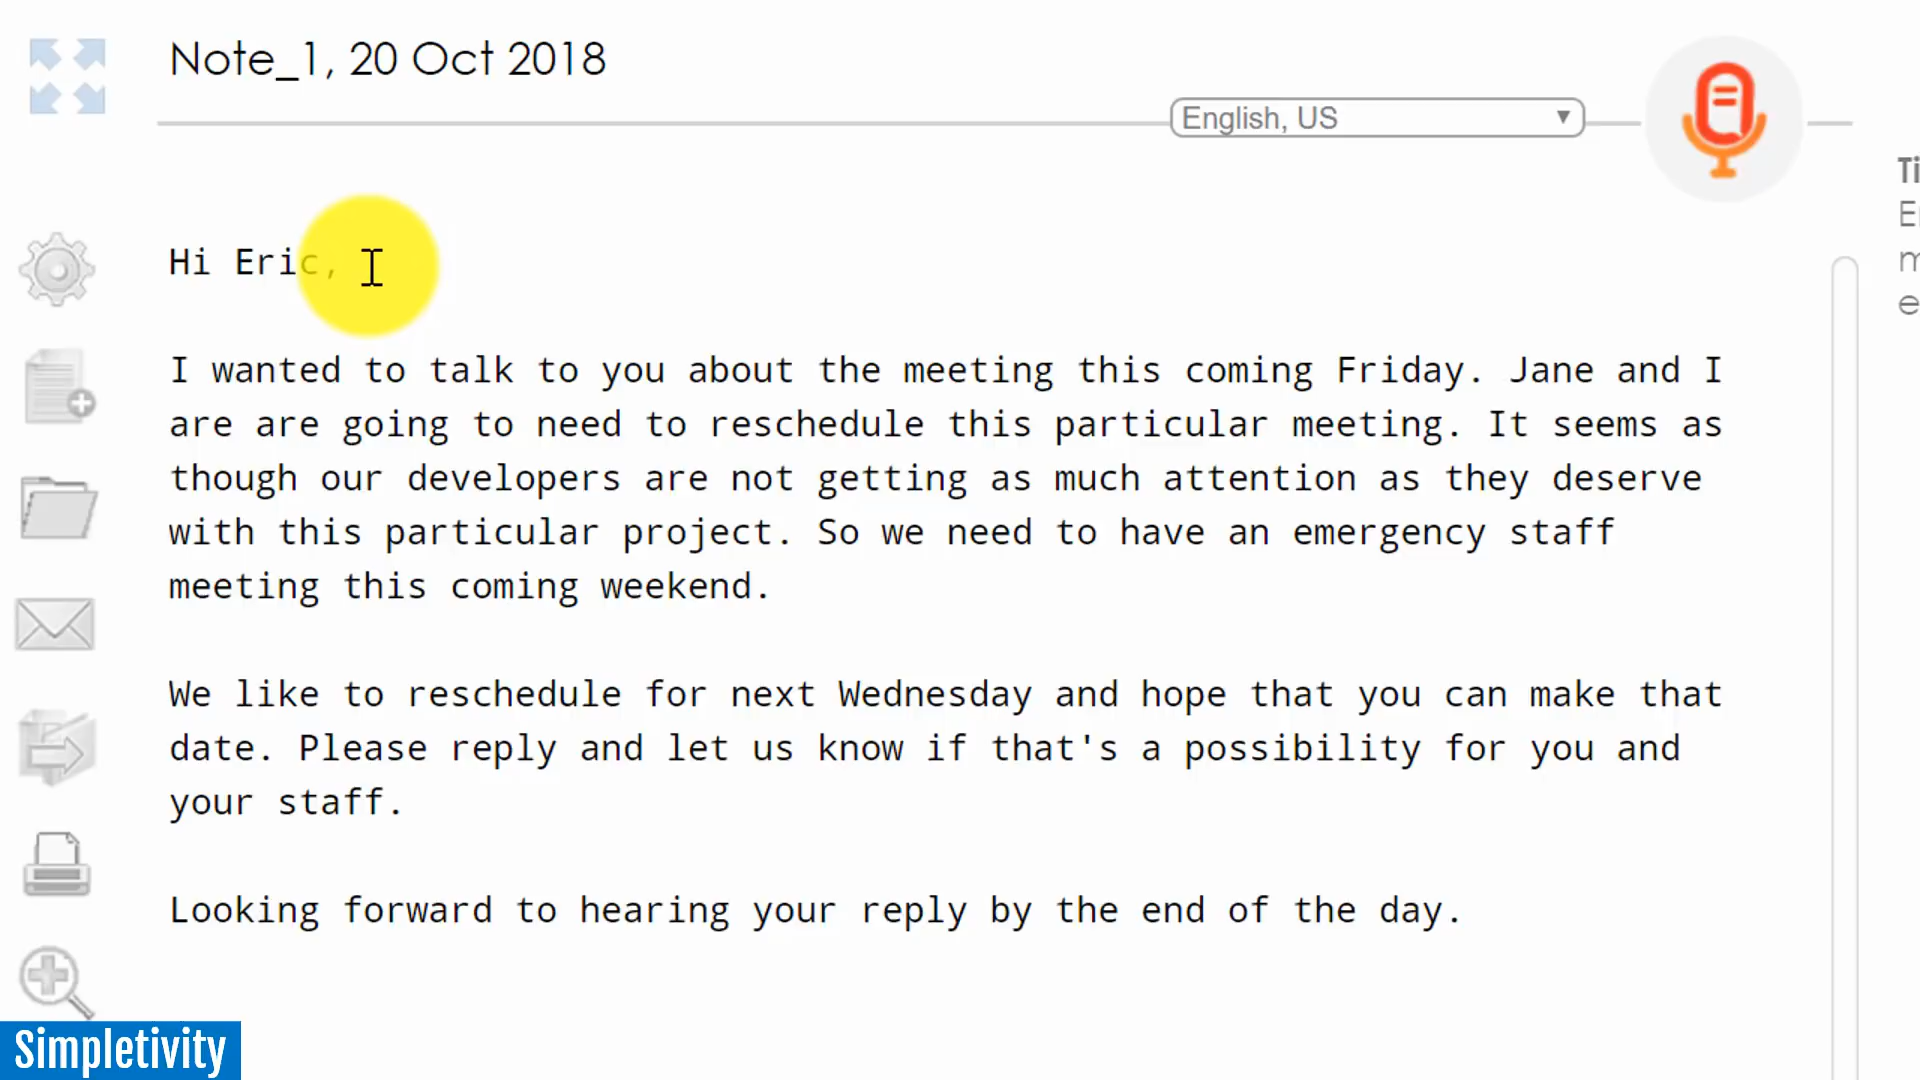 Note_1, 20 Oct 2018
English, US
Hi Eric,
I wanted to talk to you about the meeting this coming Friday. Jane and I
are are going to need to reschedule this particular meeting. It seems as
though our developers are not getting as much attention as they deserve
with this particular project. So we need to have an emergency staff
meeting this coming weekend.
We like to reschedule for next Wednesday and hope that you can make that
date. Please reply and let us know if that's a possibility for you and
your staff.
Looking forward to hearing your reply by the end of the day.
Simpletivity